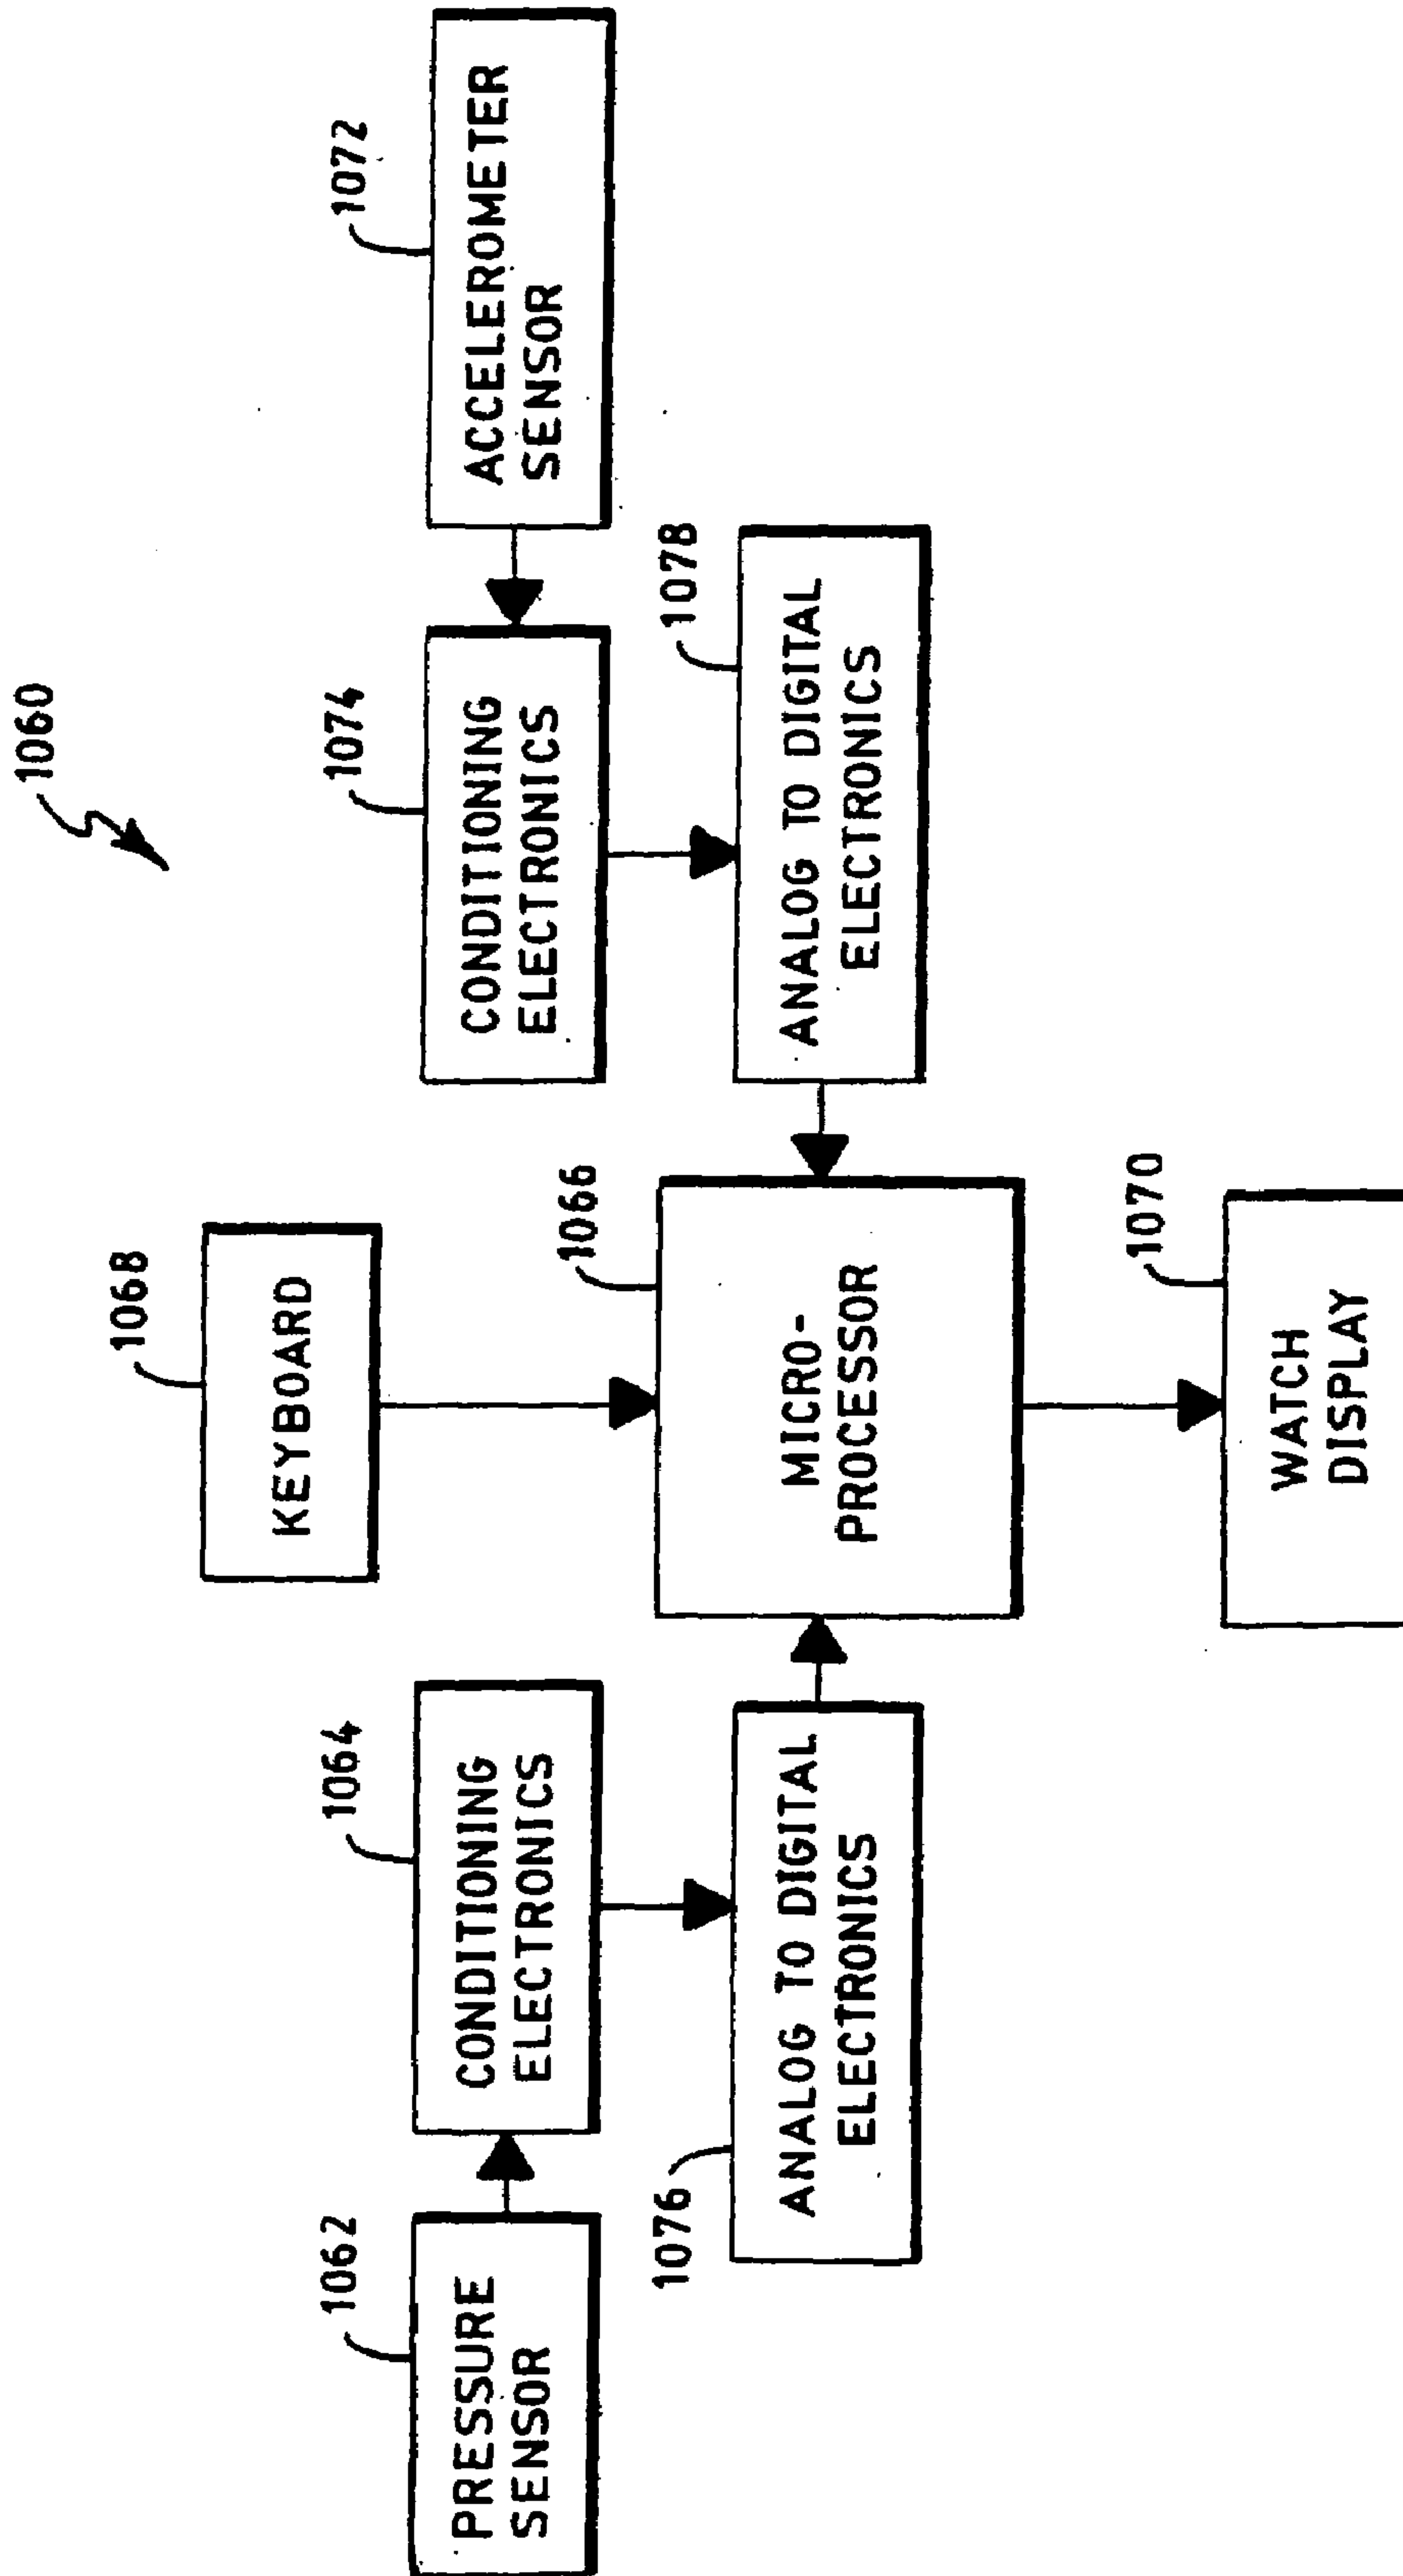 1060
1068
KEYBOARD
1062
PRESSURE
SENSOR
1064
CONDITIONING
ELECTRONICS
1074
CONDITIONING
ELECTRONICS
1072
ACCELEROMETER
SENSOR
1076
ANALOG TO DIGITAL
ELECTRONICS
1066
MICRO-
PROCESSOR
1078
ANALOG TO DIGITAL
ELECTRONICS
1070
WATCH
DISPLAY